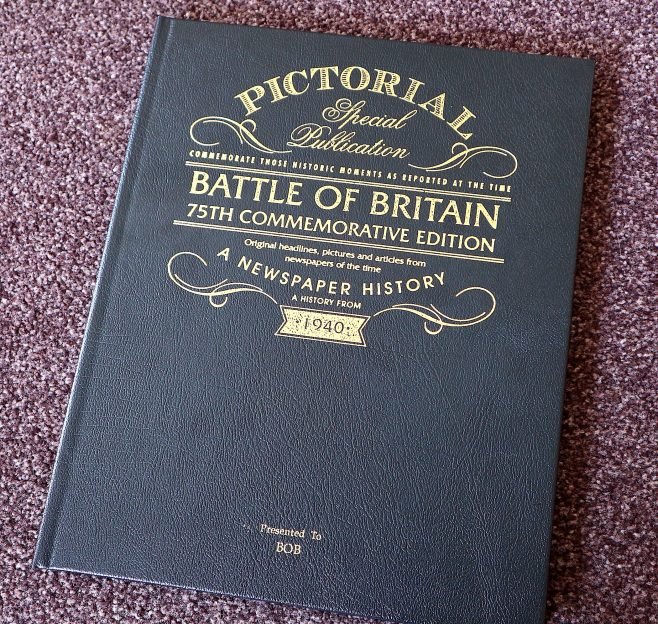 PICTORIAL
Special
Publication
COMMEMORATE THOSE HISTORIC MOMENTS AS REPORTED AT THE TIME
BATTLE OF BRITAIN
75TH COMMEMORATIVE EDITION
Original headlines, pictures and articles from
newspapers of the time
A NEWSPAPER HISTORY
A HISTORY FROM
·1940·
Presented To
BOB